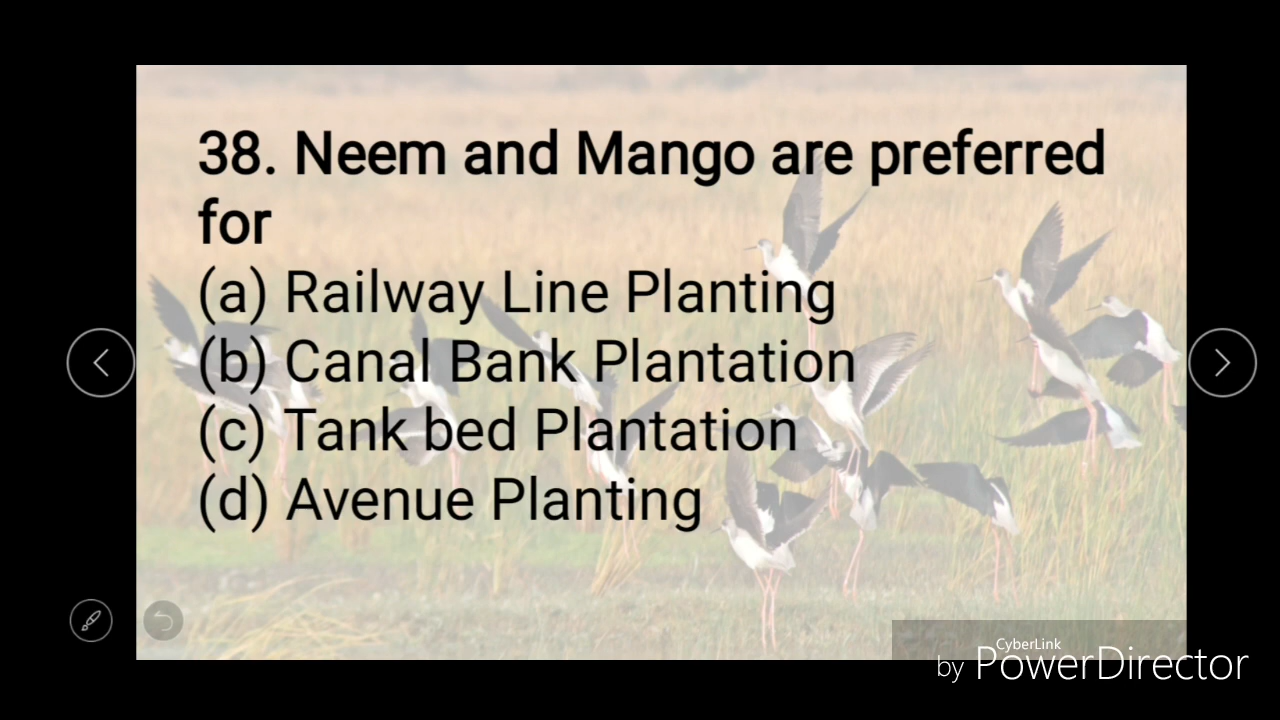 38. Neem and Mango are preferred
for
(a) Railway Line Planting
(b) Canal Bank Plantation
(c) Tank bed Plantation
(d) Avenue Planting
CyberLink
by PowerDirector